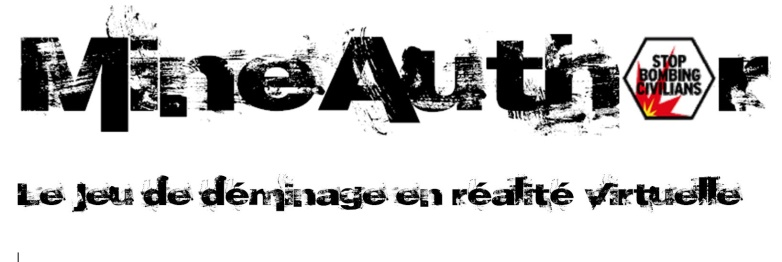 MineAuthor
STOP
BOMBING
CIVILIANS
Le Jeu de déminage en réalité virtuelle